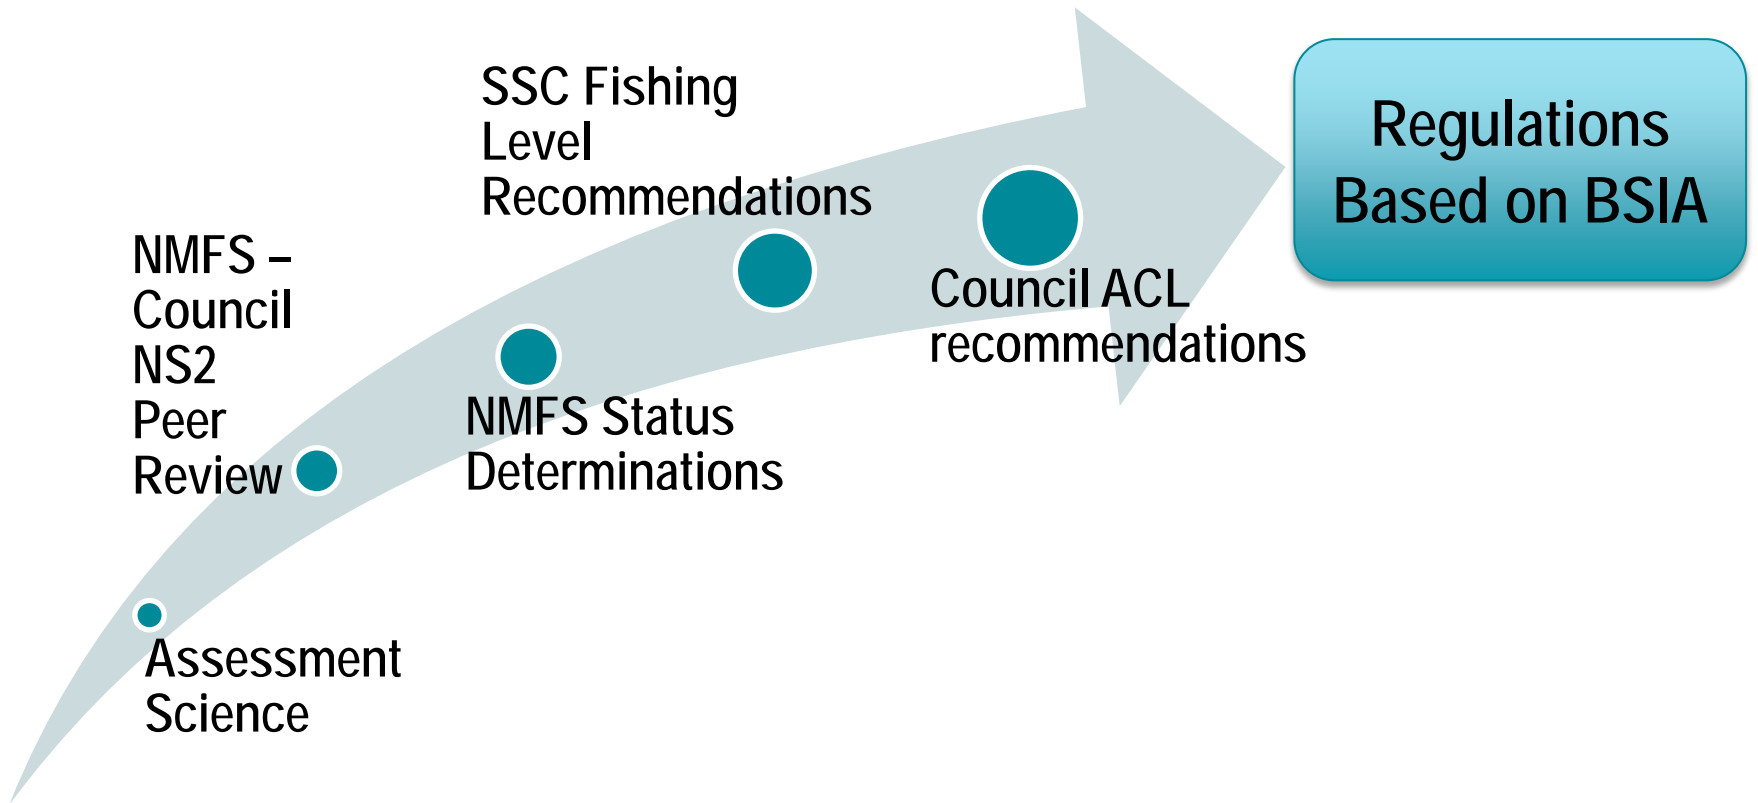 SSC Fishing
Level
Recommendations
Regulations
Based on BSIA
NMFS –
Council
NS2
Peer
Review
Council ACL
recommendations
NMFS Status
Determinations
Assessment
Science